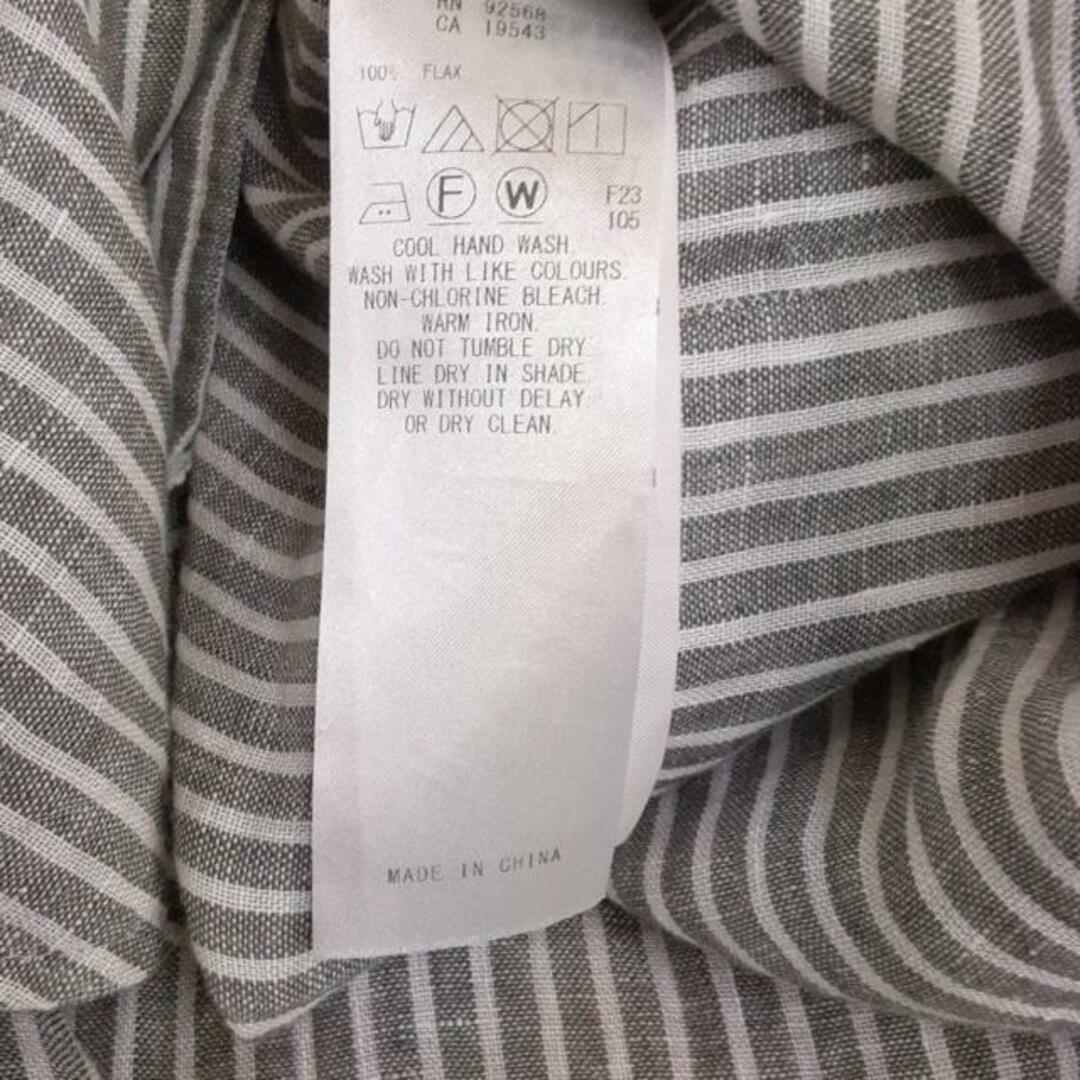 RN 92568
CA 19543
100% FLAX
F W
F23
105
COOL HAND WASH.
WASH WITH LIKE COLOURS.
NON-CHLORINE BLEACH.
WARM IRON.
DO NOT TUMBLE DRY.
LINE DRY IN SHADE.
DRY WITHOUT DELAY.
OR DRY CLEAN.
MADE IN CHINA